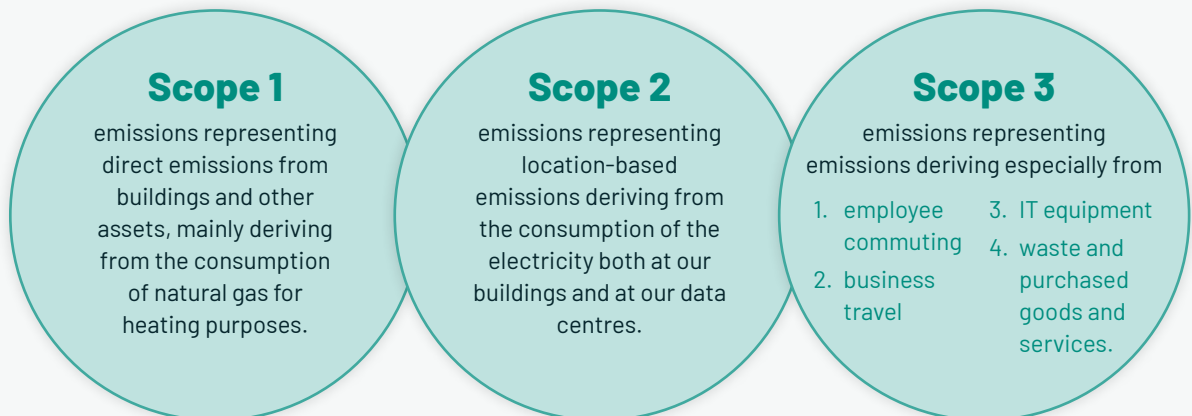 Scope 1
emissions representing
direct emissions from
buildings and other
assets, mainly deriving
from the consumption
of natural gas for
heating purposes.
Scope 2
emissions representing
location-based
emissions deriving from
the consumption of the
electricity both at our
buildings and at our data
centres.
Scope 3
emissions representing
emissions deriving especially from
1. employee
commuting
2. business
travel
3. IT equipment
4. waste and
purchased
goods and
services.